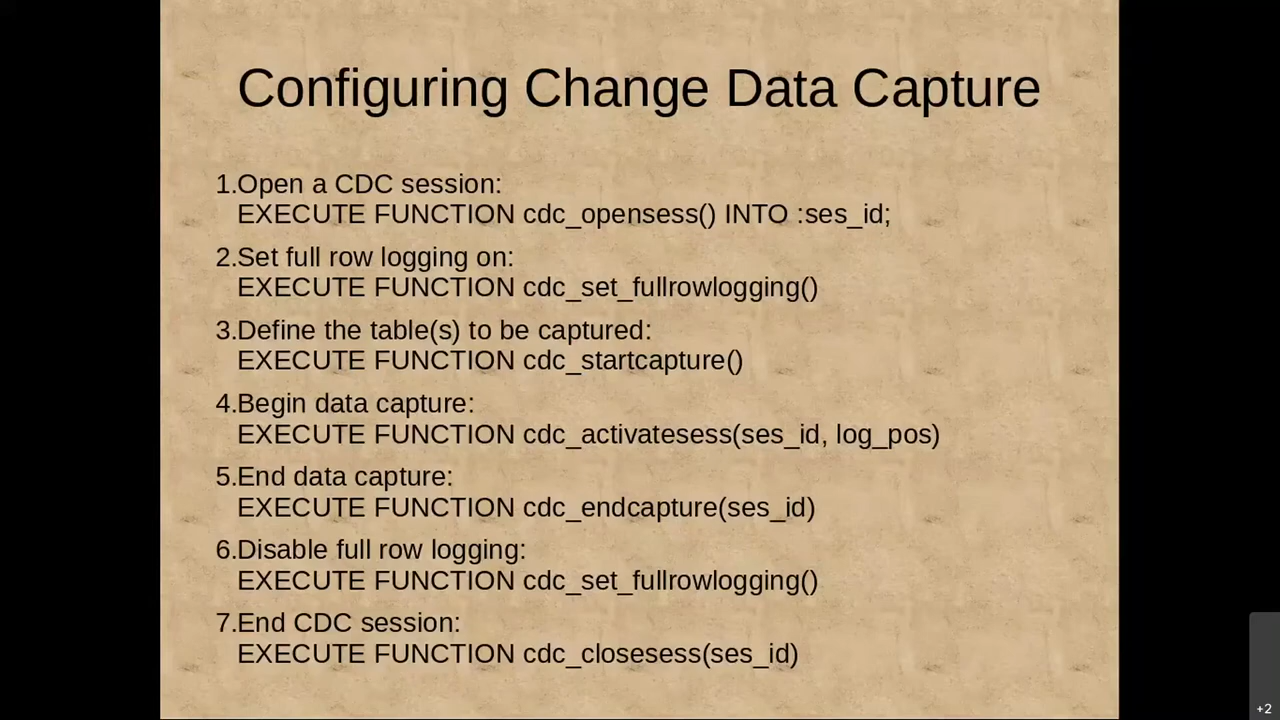 Configuring Change Data Capture
1.Open a CDC session:
EXECUTE FUNCTION cdc_opensess() INTO :ses_id;
2.Set full row logging on:
EXECUTE FUNCTION cdc_set_fullrowlogging()
3.Define the table(s) to be captured:
EXECUTE FUNCTION cdc_startcapture()
4.Begin data capture:
EXECUTE FUNCTION cdc_activatesess(ses_id, log_pos)
5.End data capture:
EXECUTE FUNCTION cdc_endcapture(ses_id)
6.Disable full row logging:
EXECUTE FUNCTION cdc_set_fullrowlogging()
7.End CDC session:
EXECUTE FUNCTION cdc_closesess(ses_id)
+2